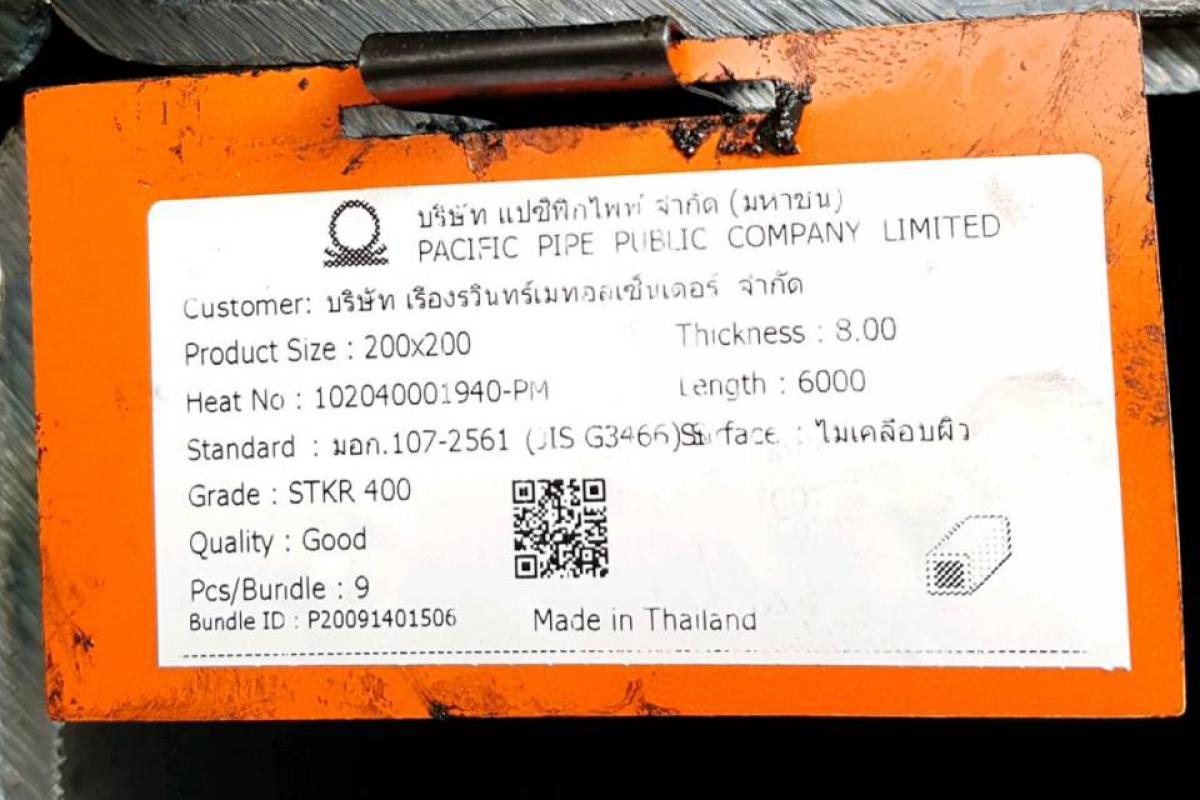 บริษัท แปซิฟิกไพพ์ จำกัด (มหาชน)
PACIFIC PIPE PUBLIC COMPANY LIMITED
Customer: บริษัท เรืองรวินทร์เมทอลเซ็นเตอร์ จำกัด
Product Size : 200x200 Thickness : 8.00
Heat No : 102040001940-PM Length : 6000
Standard : มอก.107-2561 (JIS G3466) Surface : ไม่เคลือบผิว
Grade : STKR 400
Quality : Good
Pcs/Bundle : 9
Bundle ID : P20091401506
Made in Thailand